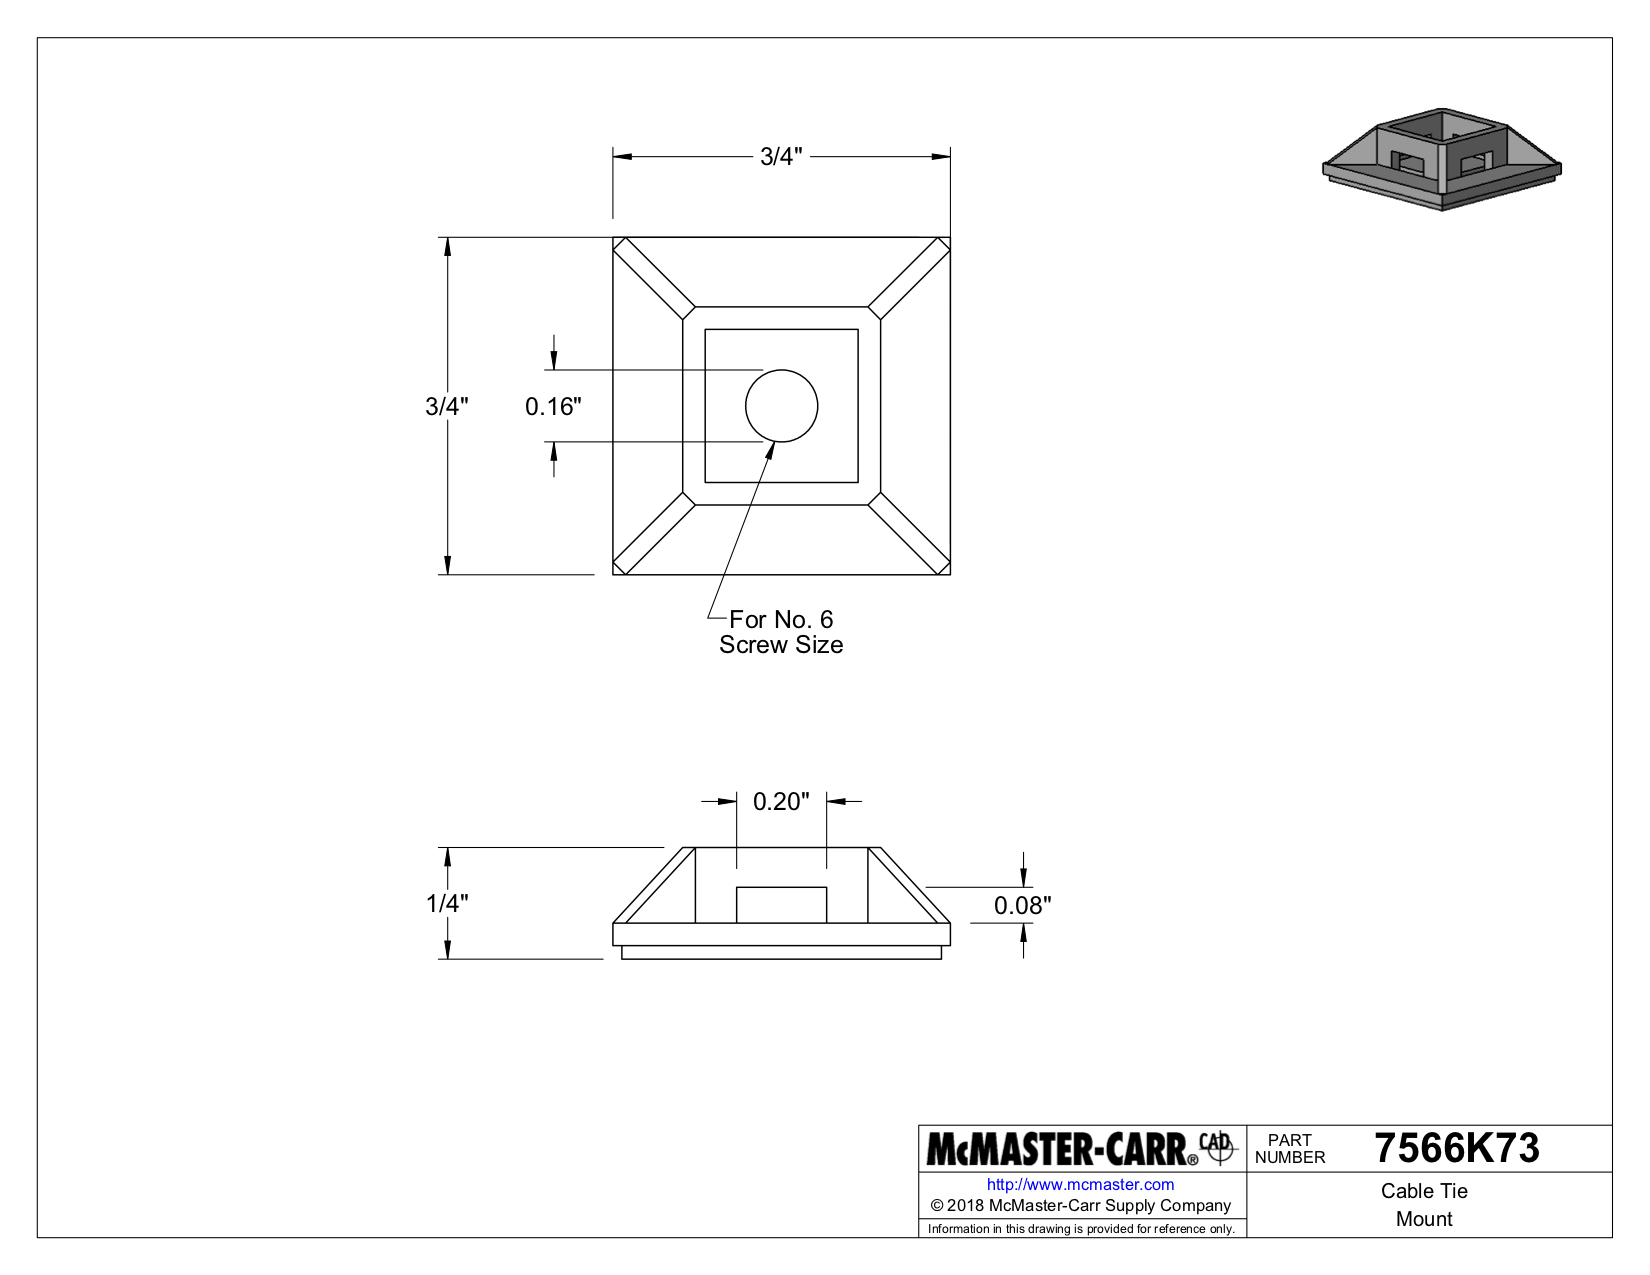 3/4"
3/4"
0.16"
For No. 6
Screw Size
0.20"
1/4"
0.08"
McMASTER-CARR® CAD
http://www.mcmaster.com
© 2018 McMaster-Carr Supply Company
Information in this drawing is provided for reference only.
PART
NUMBER
7566K73
Cable Tie
Mount